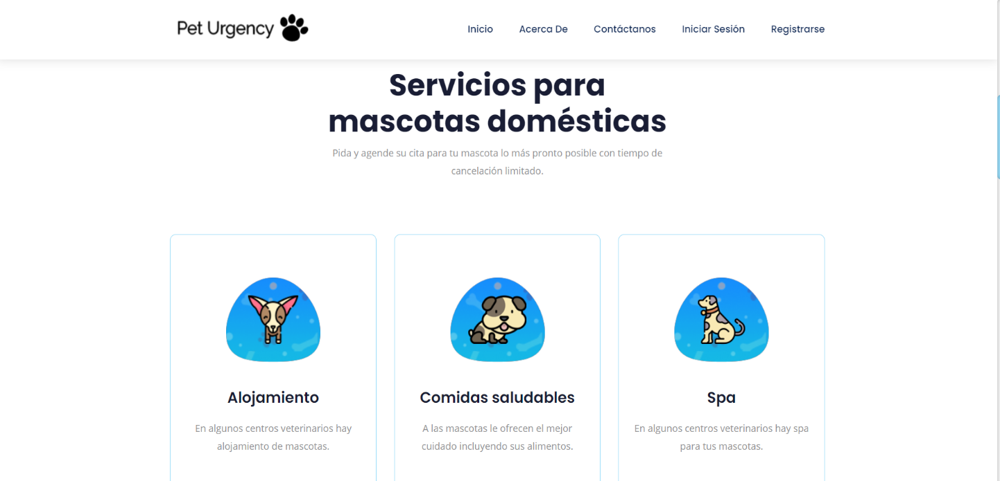 Pet Urgency
Inicio Acerca De Contáctanos Iniciar Sesión Registrarse
Servicios para
mascotas domésticas
Pida y agende su cita para tu mascota lo más pronto posible con tiempo de
cancelación limitado.
Alojamiento
En algunos centros veterinarios hay
alojamiento de mascotas.
Comidas saludables
A las mascotas le ofrecen el mejor
cuidado incluyendo sus alimentos.
Spa
En algunos centros veterinarios hay spa
para tus mascotas.